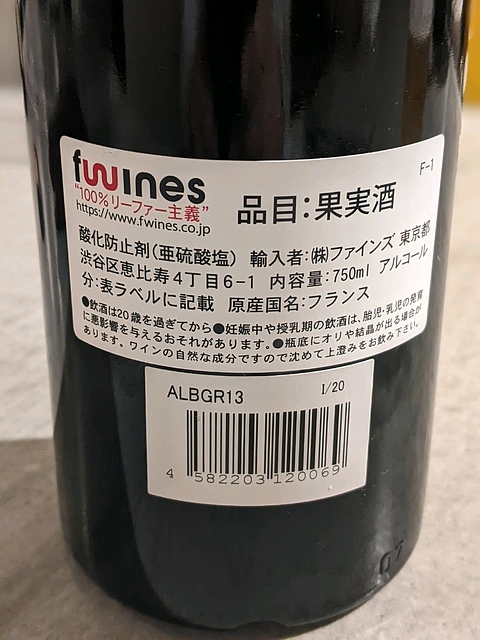 fwines
"100%リーファー主義"
https://www.fwines.co.jp
品目:果実酒
F-1
酸化防止剤(亜硫酸塩) 輸入者:㈱ファインズ 東京都
渋谷区恵比寿4丁目6-1 内容量:750ml アルコール
分:表ラベルに記載 原産国名:フランス
●飲酒は20歳を過ぎてから●妊娠中や授乳期の飲酒は、胎児・乳児の発育
に悪影響を与えるおそれがあります。●瓶底にオリや結晶が出る場合が
あります。ワインの自然な成分ですので沈めて上澄みをお飲み下さい。
ALBGR13 I/20
4 582203 120069
07